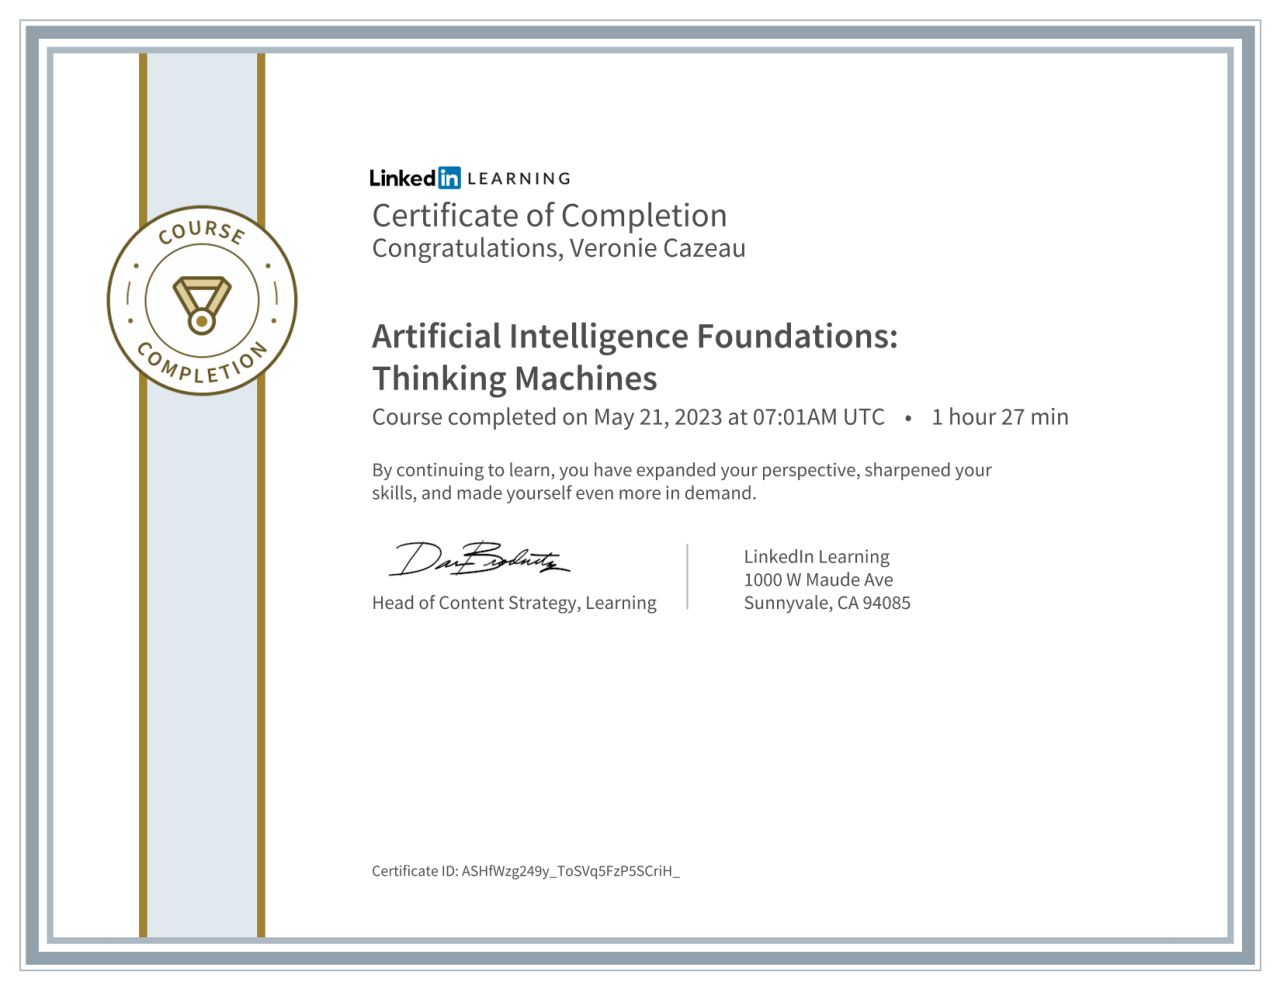 Linked in LEARNING
Certificate of Completion
Congratulations, Veronie Cazeau
COURSE
COMPLETION
Artificial Intelligence Foundations:
Thinking Machines
Course completed on May 21, 2023 at 07:01AM UTC • 1 hour 27 min
By continuing to learn, you have expanded your perspective, sharpened your
skills, and made yourself even more in demand.
Head of Content Strategy, Learning
LinkedIn Learning
1000 W Maude Ave
Sunnyvale, CA 94085
Certificate ID: ASHfWzg249y_ToSVq5FzP5SCriH_